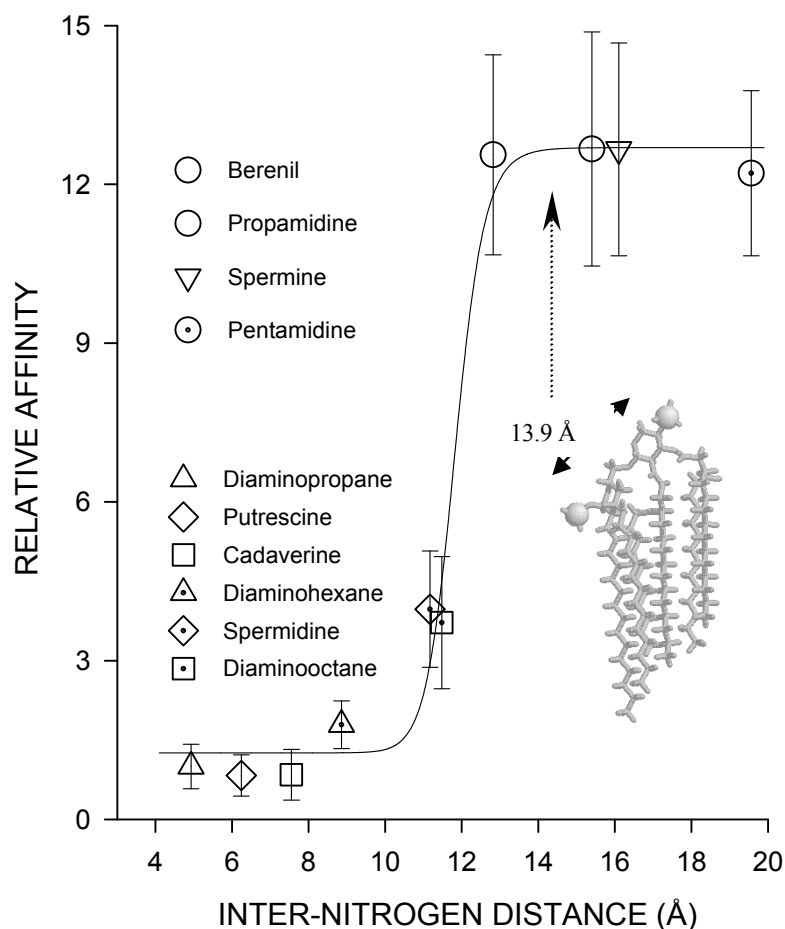 15
12
9
6
3
0
RELATIVE AFFINITY
Berenil
Propamidine
Spermine
Pentamidine
13.9 Å
Diaminopropane
Putrescine
Cadaverine
Diaminohexane
Spermidine
Diaminooctane
4 6 8 10 12 14 16 18 20
INTER-NITROGEN DISTANCE (Å)